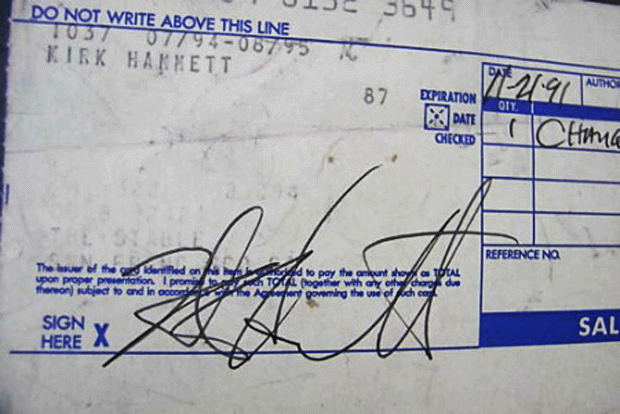 3649
DO NOT WRITE ABOVE THIS LINE
1037 07/94-08/95
KIRK HAMMETT
87
EXPIRATION
DATE
CHECKED
DATE
11-21-91
QTY.
1
REFERENCE NO.
The issuer of the card identified on this item is authorized to pay the amount shown as TOTAL
upon proper presentation. I promise to pay such TOTAL (together with any other charges due
thereon) subject to and in accordance with the Agreement governing the use of such card.
SIGN
HERE X